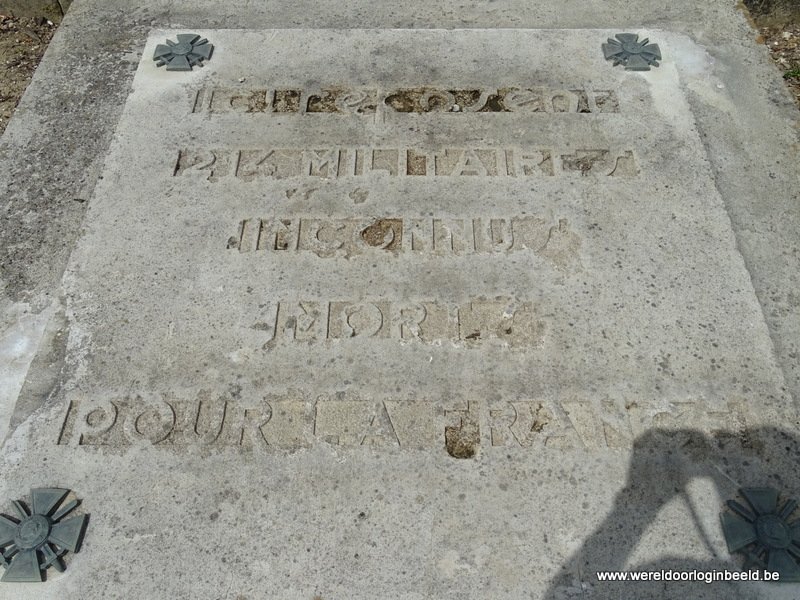 ICI REPOSENT
214 MILITAIRES
INCONNUS
MORTS
POUR LA FRANCE
www.wereldoorloginbeeld.be